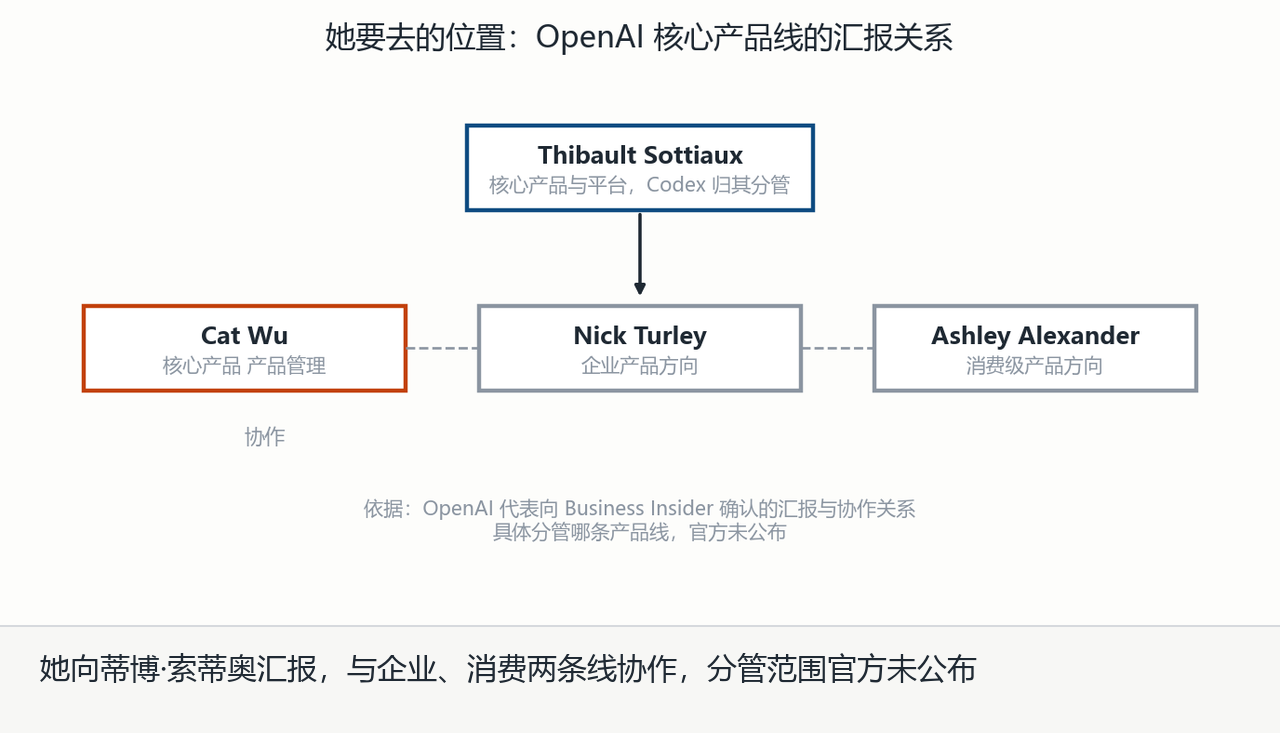 她要去的位置：OpenAI 核心产品线的汇报关系
Thibault Sottiaux
核心产品与平台，Codex 归其分管
Cat Wu
核心产品 产品管理
Nick Turley
企业产品方向
Ashley Alexander
消费级产品方向
协作
依据：OpenAI 代表向 Business Insider 确认的汇报与协作关系
具体分管哪条产品线，官方未公布
她向蒂博·索蒂奥汇报，与企业、消费两条线协作，分管范围官方未公布